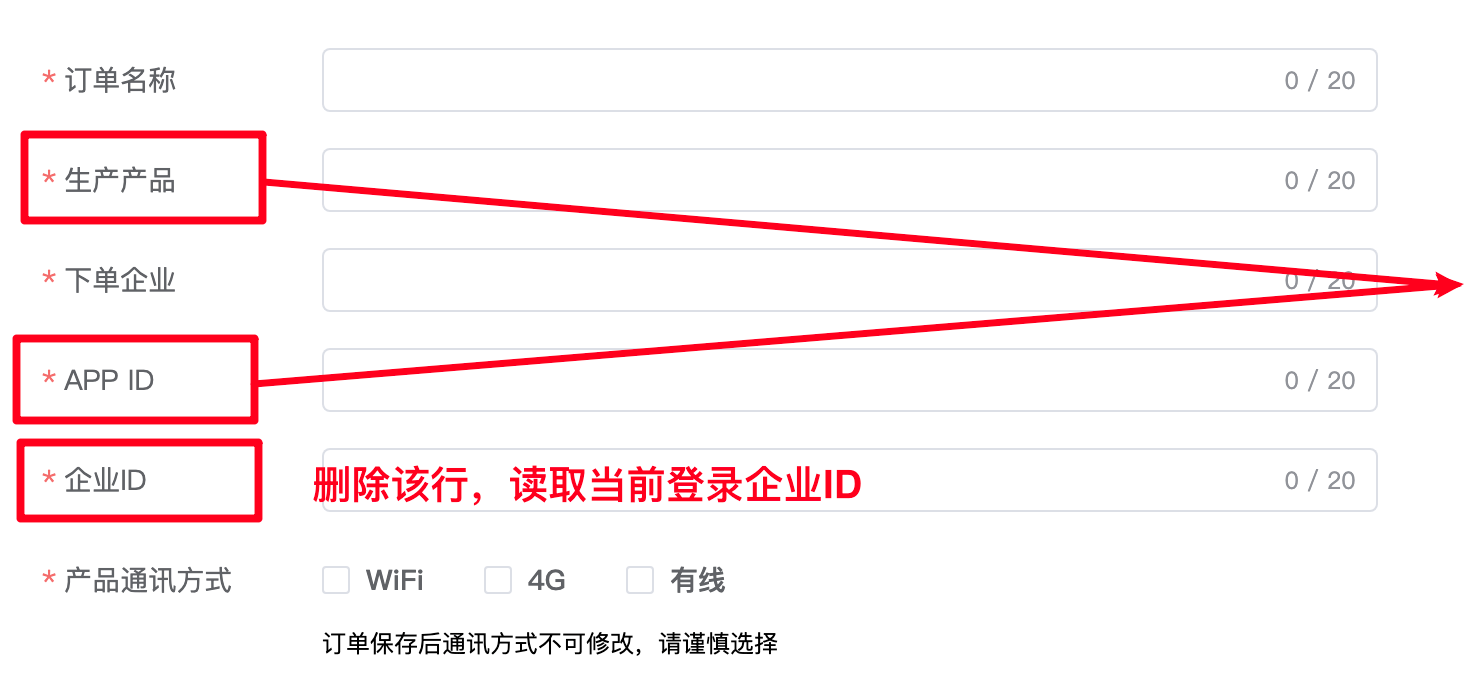 * 订单名称 0 / 20
* 生产产品 0 / 20
* 下单企业 0 / 20
* APP ID 0 / 20
* 企业ID 删除该行，读取当前登录企业ID 0 / 20
* 产品通讯方式 WiFi 4G 有线
订单保存后通讯方式不可修改，请谨慎选择